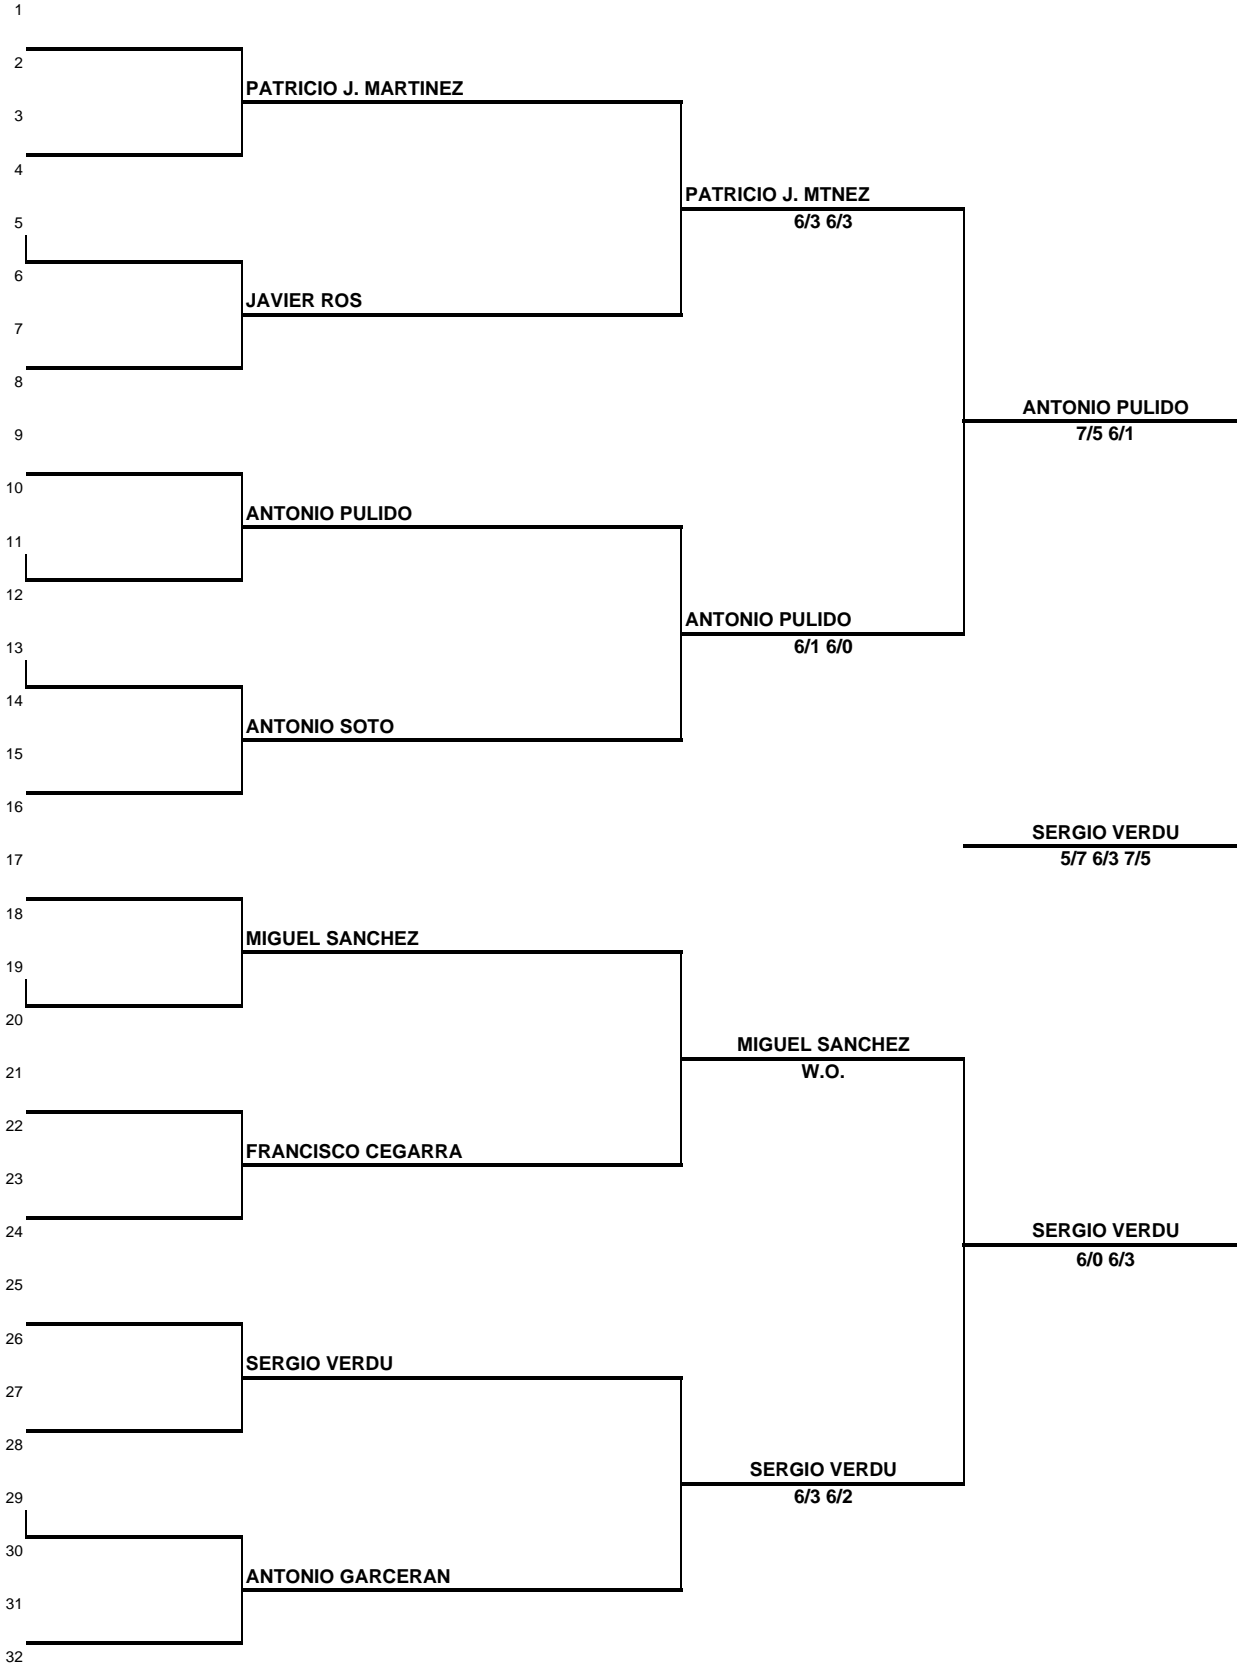 1
2
PATRICIO J. MARTINEZ
3
4
PATRICIO J. MTNEZ
5
6/3 6/3
6
JAVIER ROS
7
8
ANTONIO PULIDO
9
7/5 6/1
10
ANTONIO PULIDO
11
12
ANTONIO PULIDO
13
6/1 6/0
14
ANTONIO SOTO
15
16
SERGIO VERDU
17
5/7 6/3 7/5
18
MIGUEL SANCHEZ
19
20
MIGUEL SANCHEZ
21
W.O.
22
FRANCISCO CEGARRA
23
24
SERGIO VERDU
6/0 6/3
25
26
SERGIO VERDU
27
28
SERGIO VERDU
29
6/3 6/2
30
ANTONIO GARCERAN
31
32